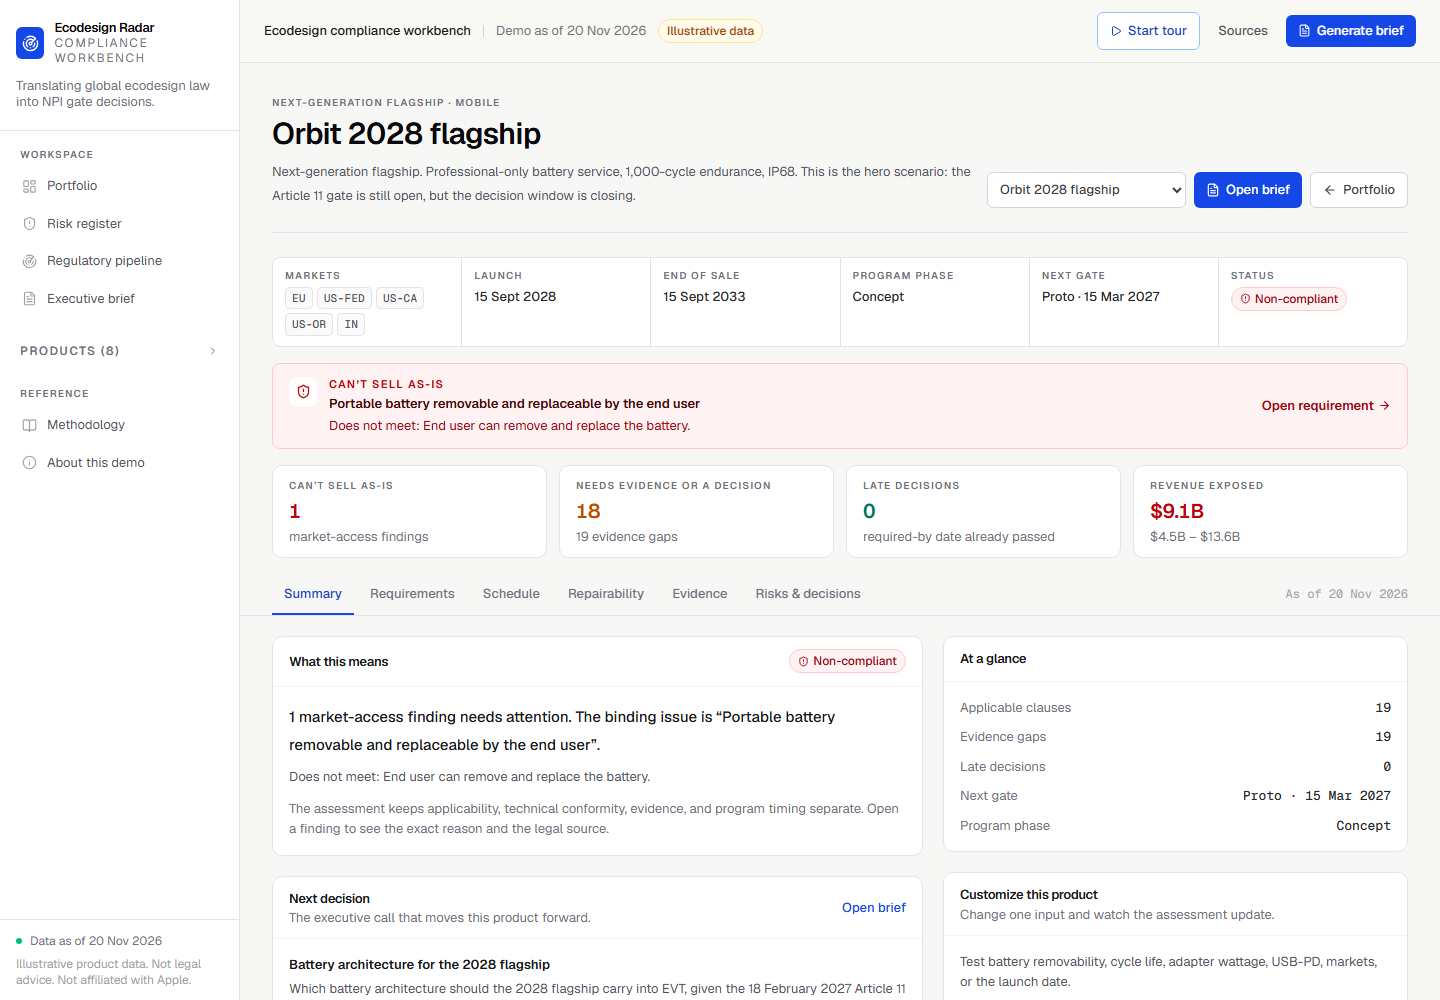 Ecodesign Radar
COMPLIANCE
WORKBENCH
Translating global ecodesign law
into NPI gate decisions.
WORKSPACE
Portfolio
Risk register
Regulatory pipeline
Executive brief
PRODUCTS (8)
REFERENCE
Methodology
About this demo
Data as of 20 Nov 2026
Illustrative product data. Not legal
advice. Not affiliated with Apple.
Ecodesign compliance workbench
Demo as of 20 Nov 2026
Illustrative data
Start tour
Sources
Generate brief
NEXT-GENERATION FLAGSHIP · MOBILE
Orbit 2028 flagship
Next-generation flagship. Professional-only battery service, 1,000-cycle endurance, IP68. This is the hero scenario: the
Article 11 gate is still open, but the decision window is closing.
Orbit 2028 flagship
Open brief
Portfolio
MARKETS
EU US-FED US-CA
US-OR IN
LAUNCH
15 Sept 2028
END OF SALE
15 Sept 2033
PROGRAM PHASE
Concept
NEXT GATE
Proto · 15 Mar 2027
STATUS
Non-compliant
CAN'T SELL AS-IS
Portable battery removable and replaceable by the end user
Does not meet: End user can remove and replace the battery.
Open requirement →
CAN'T SELL AS-IS
1
market-access findings
NEEDS EVIDENCE OR A DECISION
18
19 evidence gaps
LATE DECISIONS
0
required-by date already passed
REVENUE EXPOSED
$9.1B
$4.5B – $13.6B
Summary
Requirements
Schedule
Repairability
Evidence
Risks & decisions
As of 20 Nov 2026
What this means
Non-compliant
1 market-access finding needs attention. The binding issue is “Portable battery
removable and replaceable by the end user”.
Does not meet: End user can remove and replace the battery.
The assessment keeps applicability, technical conformity, evidence, and program timing separate. Open
a finding to see the exact reason and the legal source.
At a glance
Applicable clauses 19
Evidence gaps 19
Late decisions 0
Next gate Proto · 15 Mar 2027
Program phase Concept
Next decision
The executive call that moves this product forward.
Open brief
Battery architecture for the 2028 flagship
Which battery architecture should the 2028 flagship carry into EVT, given the 18 February 2027 Article 11
Customize this product
Change one input and watch the assessment update.
Test battery removability, cycle life, adapter wattage, USB-PD, markets,
or the launch date.